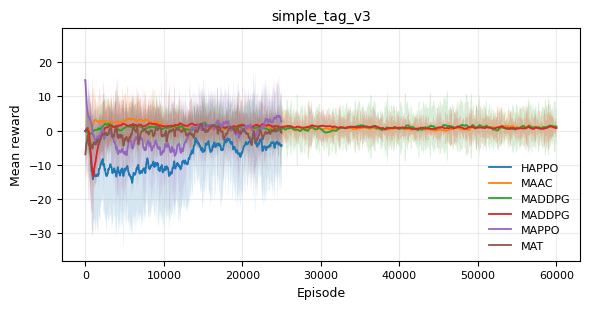 simple_tag_v3
Mean reward
20
10
0
−10
−20
−30
HAPPO
MAAC
MADDPG
MADDPG
MAPPO
MAT
0 10000 20000 30000 40000 50000 60000
Episode